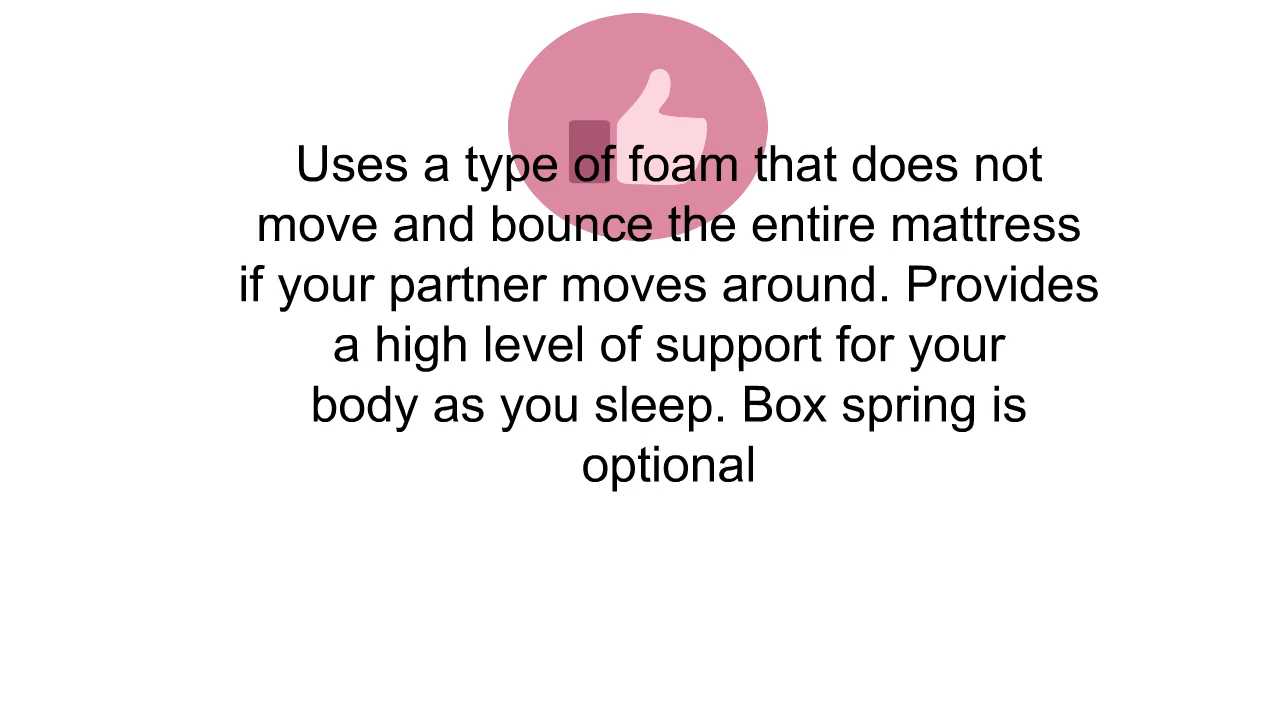 Uses a type of foam that does not
move and bounce the entire mattress
if your partner moves around. Provides
a high level of support for your
body as you sleep. Box spring is
optional